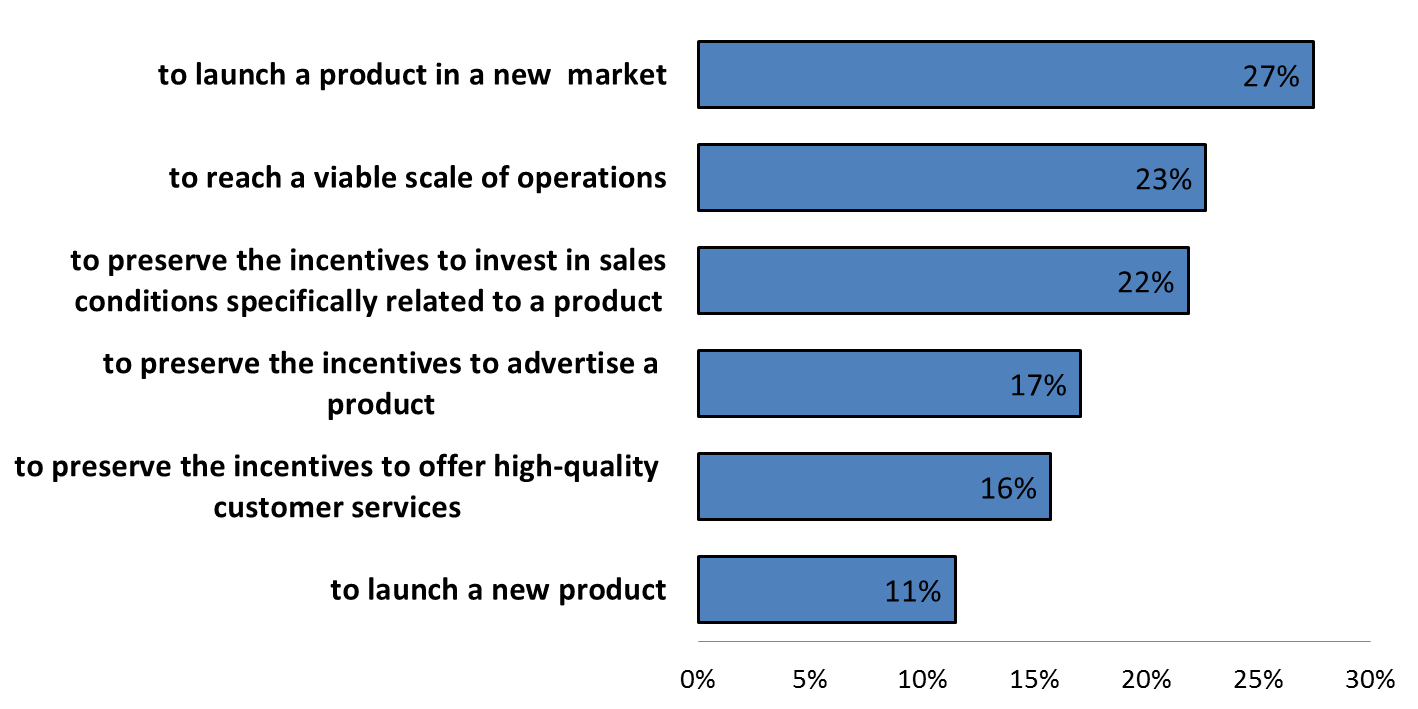 to launch a product in a new  market
27%
to reach a viable scale of operations
23%
to preserve the incentives to invest in sales
conditions specifically related to a product
22%
to preserve the incentives to advertise a
product
17%
to preserve the incentives to offer high-quality
customer services
16%
to launch a new product
11%
0% 5% 10% 15% 20% 25% 30%